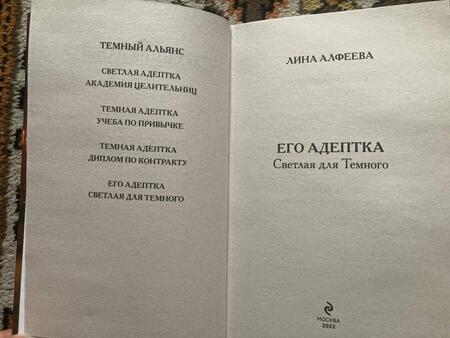 ТЕМНЫЙ АЛЬЯНС
СВЕТЛАЯ АДЕПТКА
АКАДЕМИЯ ЦЕЛИТЕЛЬНИЦ
ТЕМНАЯ АДЕПТКА
УЧЕБА ПО ПРИВЫЧКЕ
ТЕМНАЯ АДЕПТКА
ДИПЛОМ ПО КОНТРАКТУ
ЕГО АДЕПТКА
СВЕТЛАЯ ДЛЯ ТЕМНОГО
ЛИНА АЛФЕЕВА
ЕГО АДЕПТКА
Светлая для Темного
МОСКВА
2022